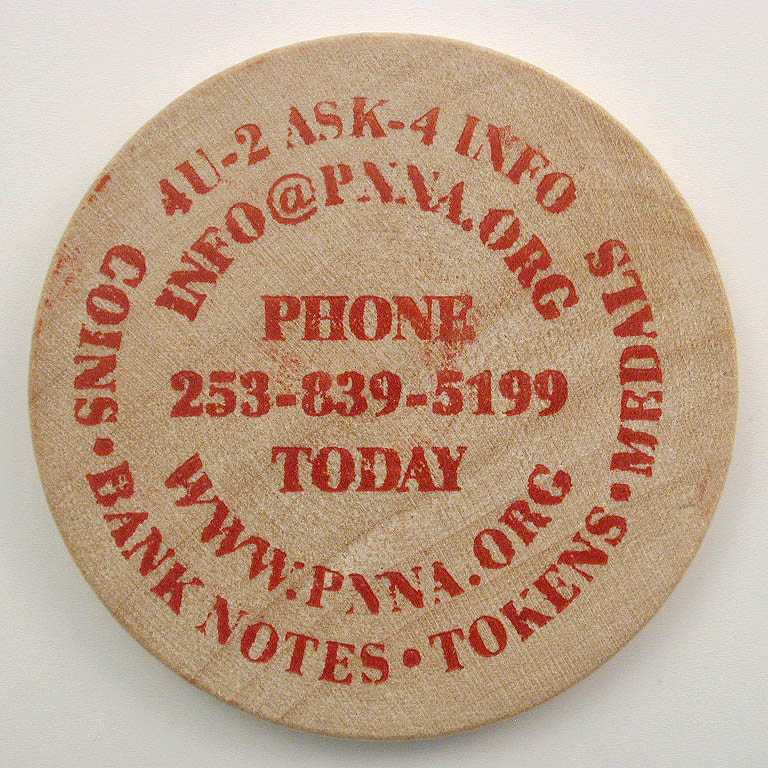 4U-2 ASK-4 INFO
INFO@PNNA.ORG
PHONE
253-839-5199
TODAY
WWW.PNNA.ORG
COINS • BANK NOTES • TOKENS • MEDALS